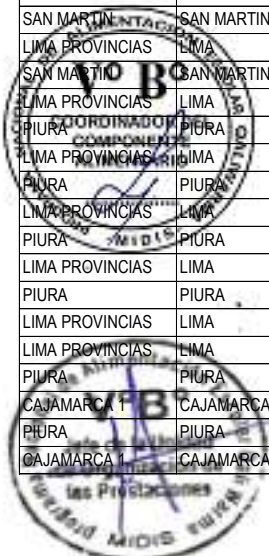 SAN MARTIN SAN MARTIN
LIMA PROVINCIAS LIMA
SAN MARTIN SAN MARTIN
LIMA PROVINCIAS LIMA
PIURA PIURA
LIMA PROVINCIAS LIMA
PIURA PIURA
LIMA PROVINCIAS LIMA
PIURA PIURA
LIMA PROVINCIAS LIMA
PIURA PIURA
LIMA PROVINCIAS LIMA
LIMA PROVINCIAS LIMA
PIURA PIURA
CAJAMARCA 1 CAJAMARCA
PIURA PIURA
CAJAMARCA 1 CAJAMARCA
V° B°
COORDINADOR DEL
COMPONENTE
ALIMENTARIO
MIDIS
V° B°
las Prestaciones
MIDIS